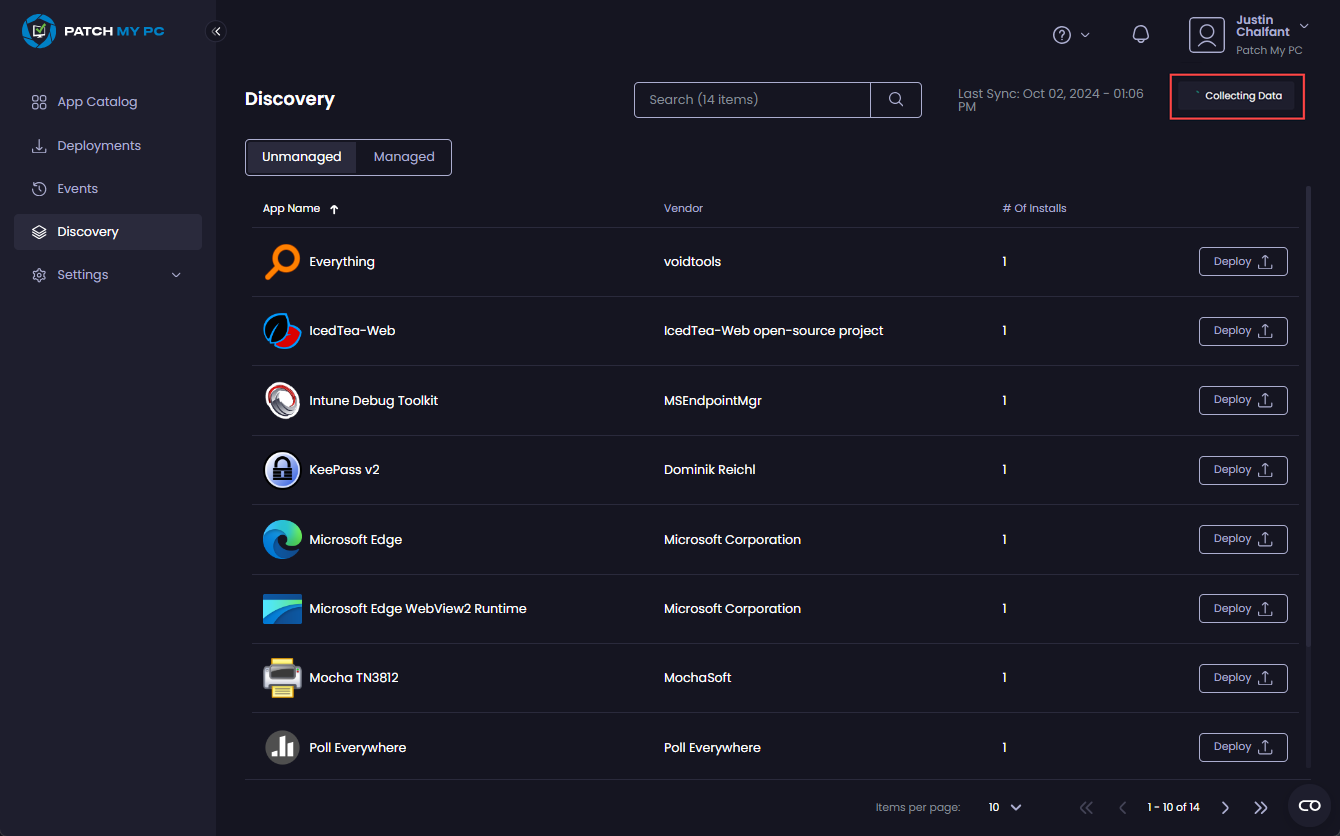 PATCH MY PC
Justin
Chalfant
Patch My PC
App Catalog
Deployments
Events
Discovery
Settings
Discovery
Search (14 items)
Last Sync: Oct 02, 2024 - 01:06
PM
Collecting Data
Unmanaged Managed
App Name Vendor # Of Installs
Everything voidtools 1 Deploy
IcedTea-Web IcedTea-Web open-source project 1 Deploy
Intune Debug Toolkit MSEndpointMgr 1 Deploy
KeePass v2 Dominik Reichl 1 Deploy
Microsoft Edge Microsoft Corporation 1 Deploy
Microsoft Edge WebView2 Runtime Microsoft Corporation 1 Deploy
Mocha TN3812 MochaSoft 1 Deploy
Poll Everywhere Poll Everywhere 1 Deploy
Items per page: 10 1 - 10 of 14